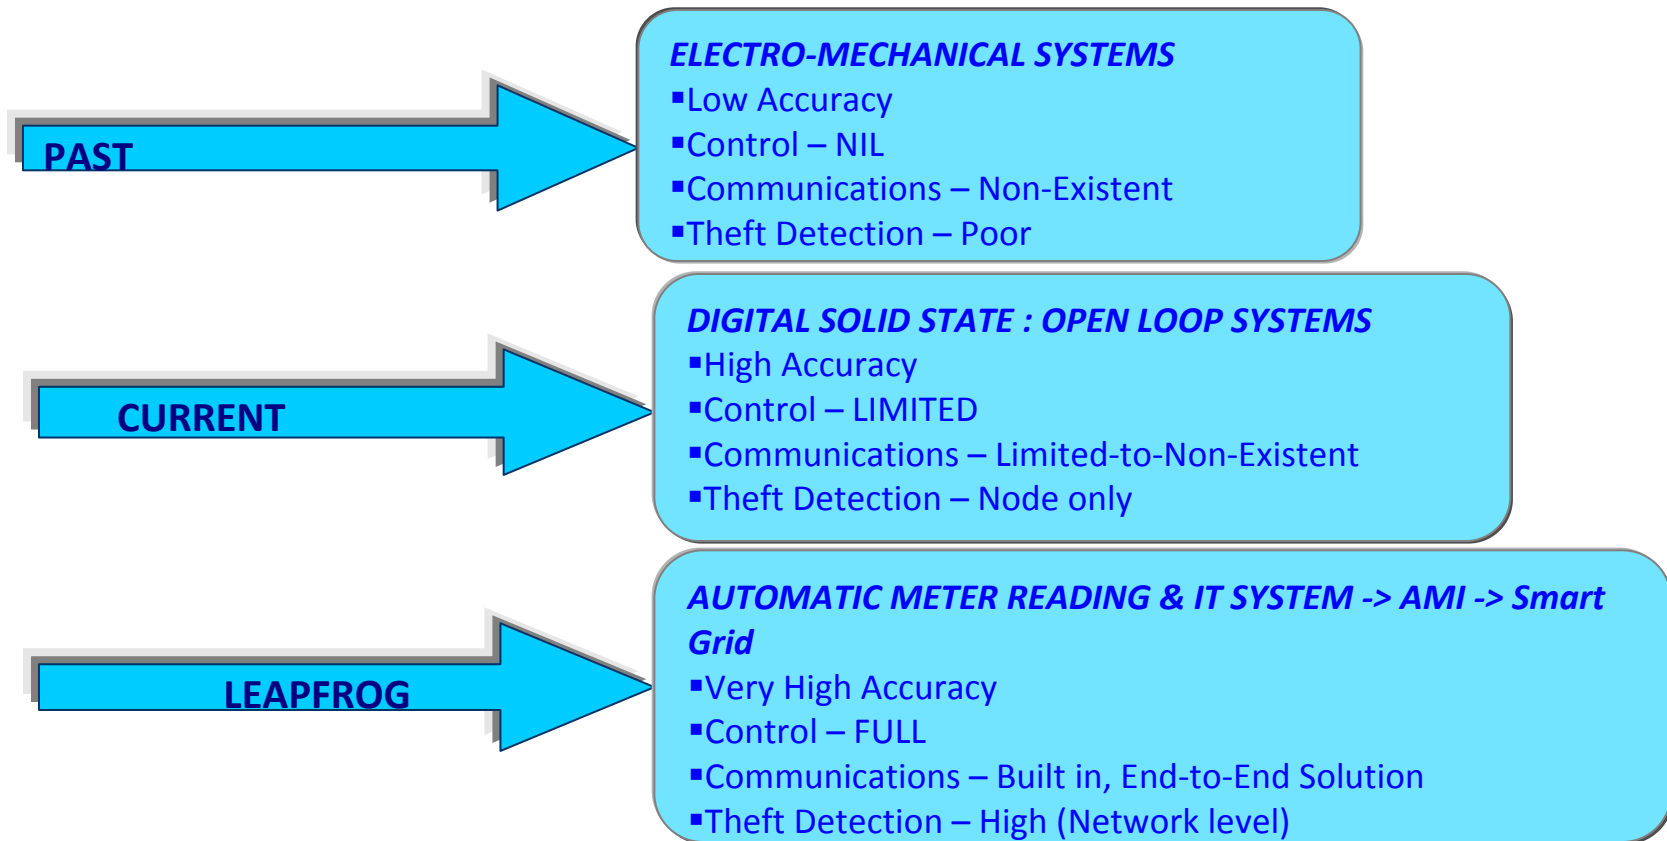 PAST
ELECTRO-MECHANICAL SYSTEMS
▪Low Accuracy
▪Control – NIL
▪Communications – Non-Existent
▪Theft Detection – Poor
CURRENT
DIGITAL SOLID STATE : OPEN LOOP SYSTEMS
▪High Accuracy
▪Control – LIMITED
▪Communications – Limited-to-Non-Existent
▪Theft Detection – Node only
LEAPFROG
AUTOMATIC METER READING & IT SYSTEM -> AMI -> Smart
Grid
▪Very High Accuracy
▪Control – FULL
▪Communications – Built in, End-to-End Solution
▪Theft Detection – High (Network level)